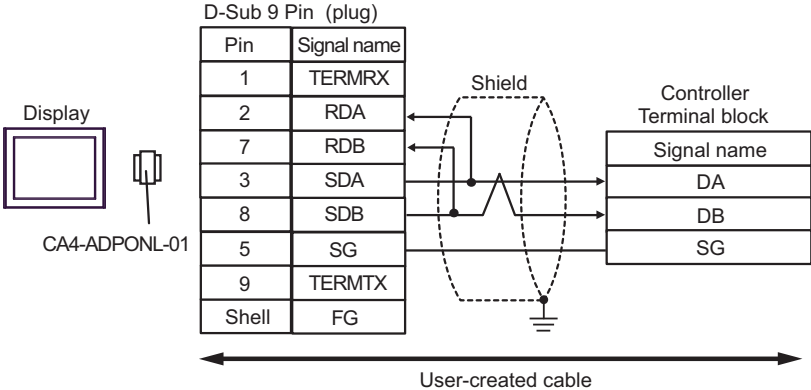 D-Sub 9 Pin (plug)
Pin Signal name
1 TERMRX
2 RDA
7 RDB
3 SDA
8 SDB
5 SG
9 TERMTX
Shell FG
Shield
Display
CA4-ADPONL-01
Controller
Terminal block
Signal name
DA
DB
SG
User-created cable